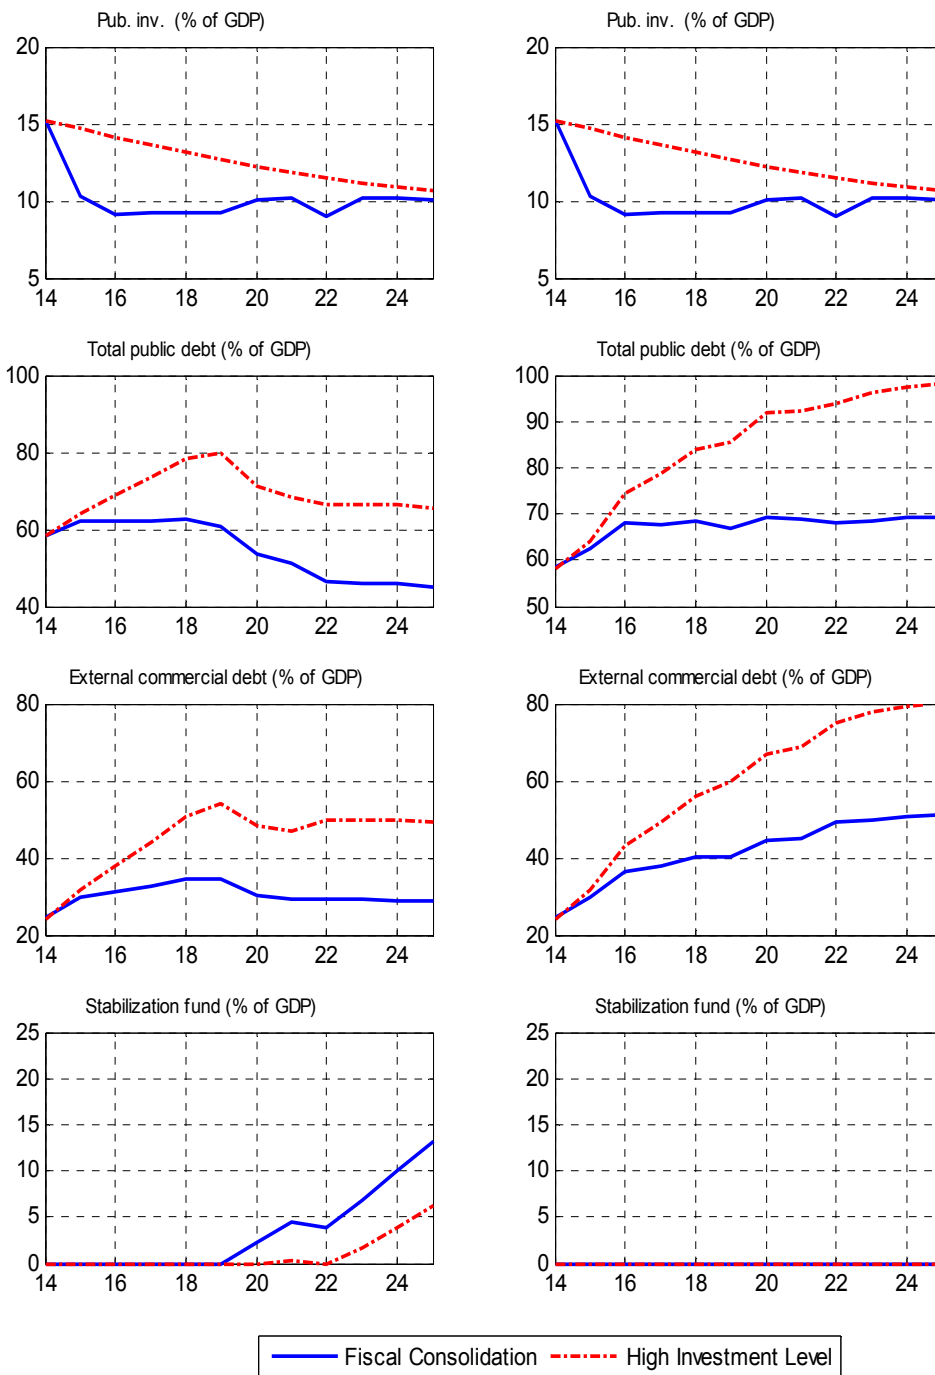 Pub. inv. (% of GDP)
Pub. inv. (% of GDP)
20
15
10
5
14 16 18 20 22 24
20
15
10
5
14 16 18 20 22 24
Total public debt (% of GDP)
Total public debt (% of GDP)
100
80
60
40
14 16 18 20 22 24
100
90
80
70
60
50
14 16 18 20 22 24
External commercial debt (% of GDP)
External commercial debt (% of GDP)
80
60
40
20
14 16 18 20 22 24
80
60
40
20
14 16 18 20 22 24
Stabilization fund (% of GDP)
Stabilization fund (% of GDP)
25
20
15
10
5
0
14 16 18 20 22 24
25
20
15
10
5
0
14 16 18 20 22 24
Fiscal Consolidation
High Investment Level